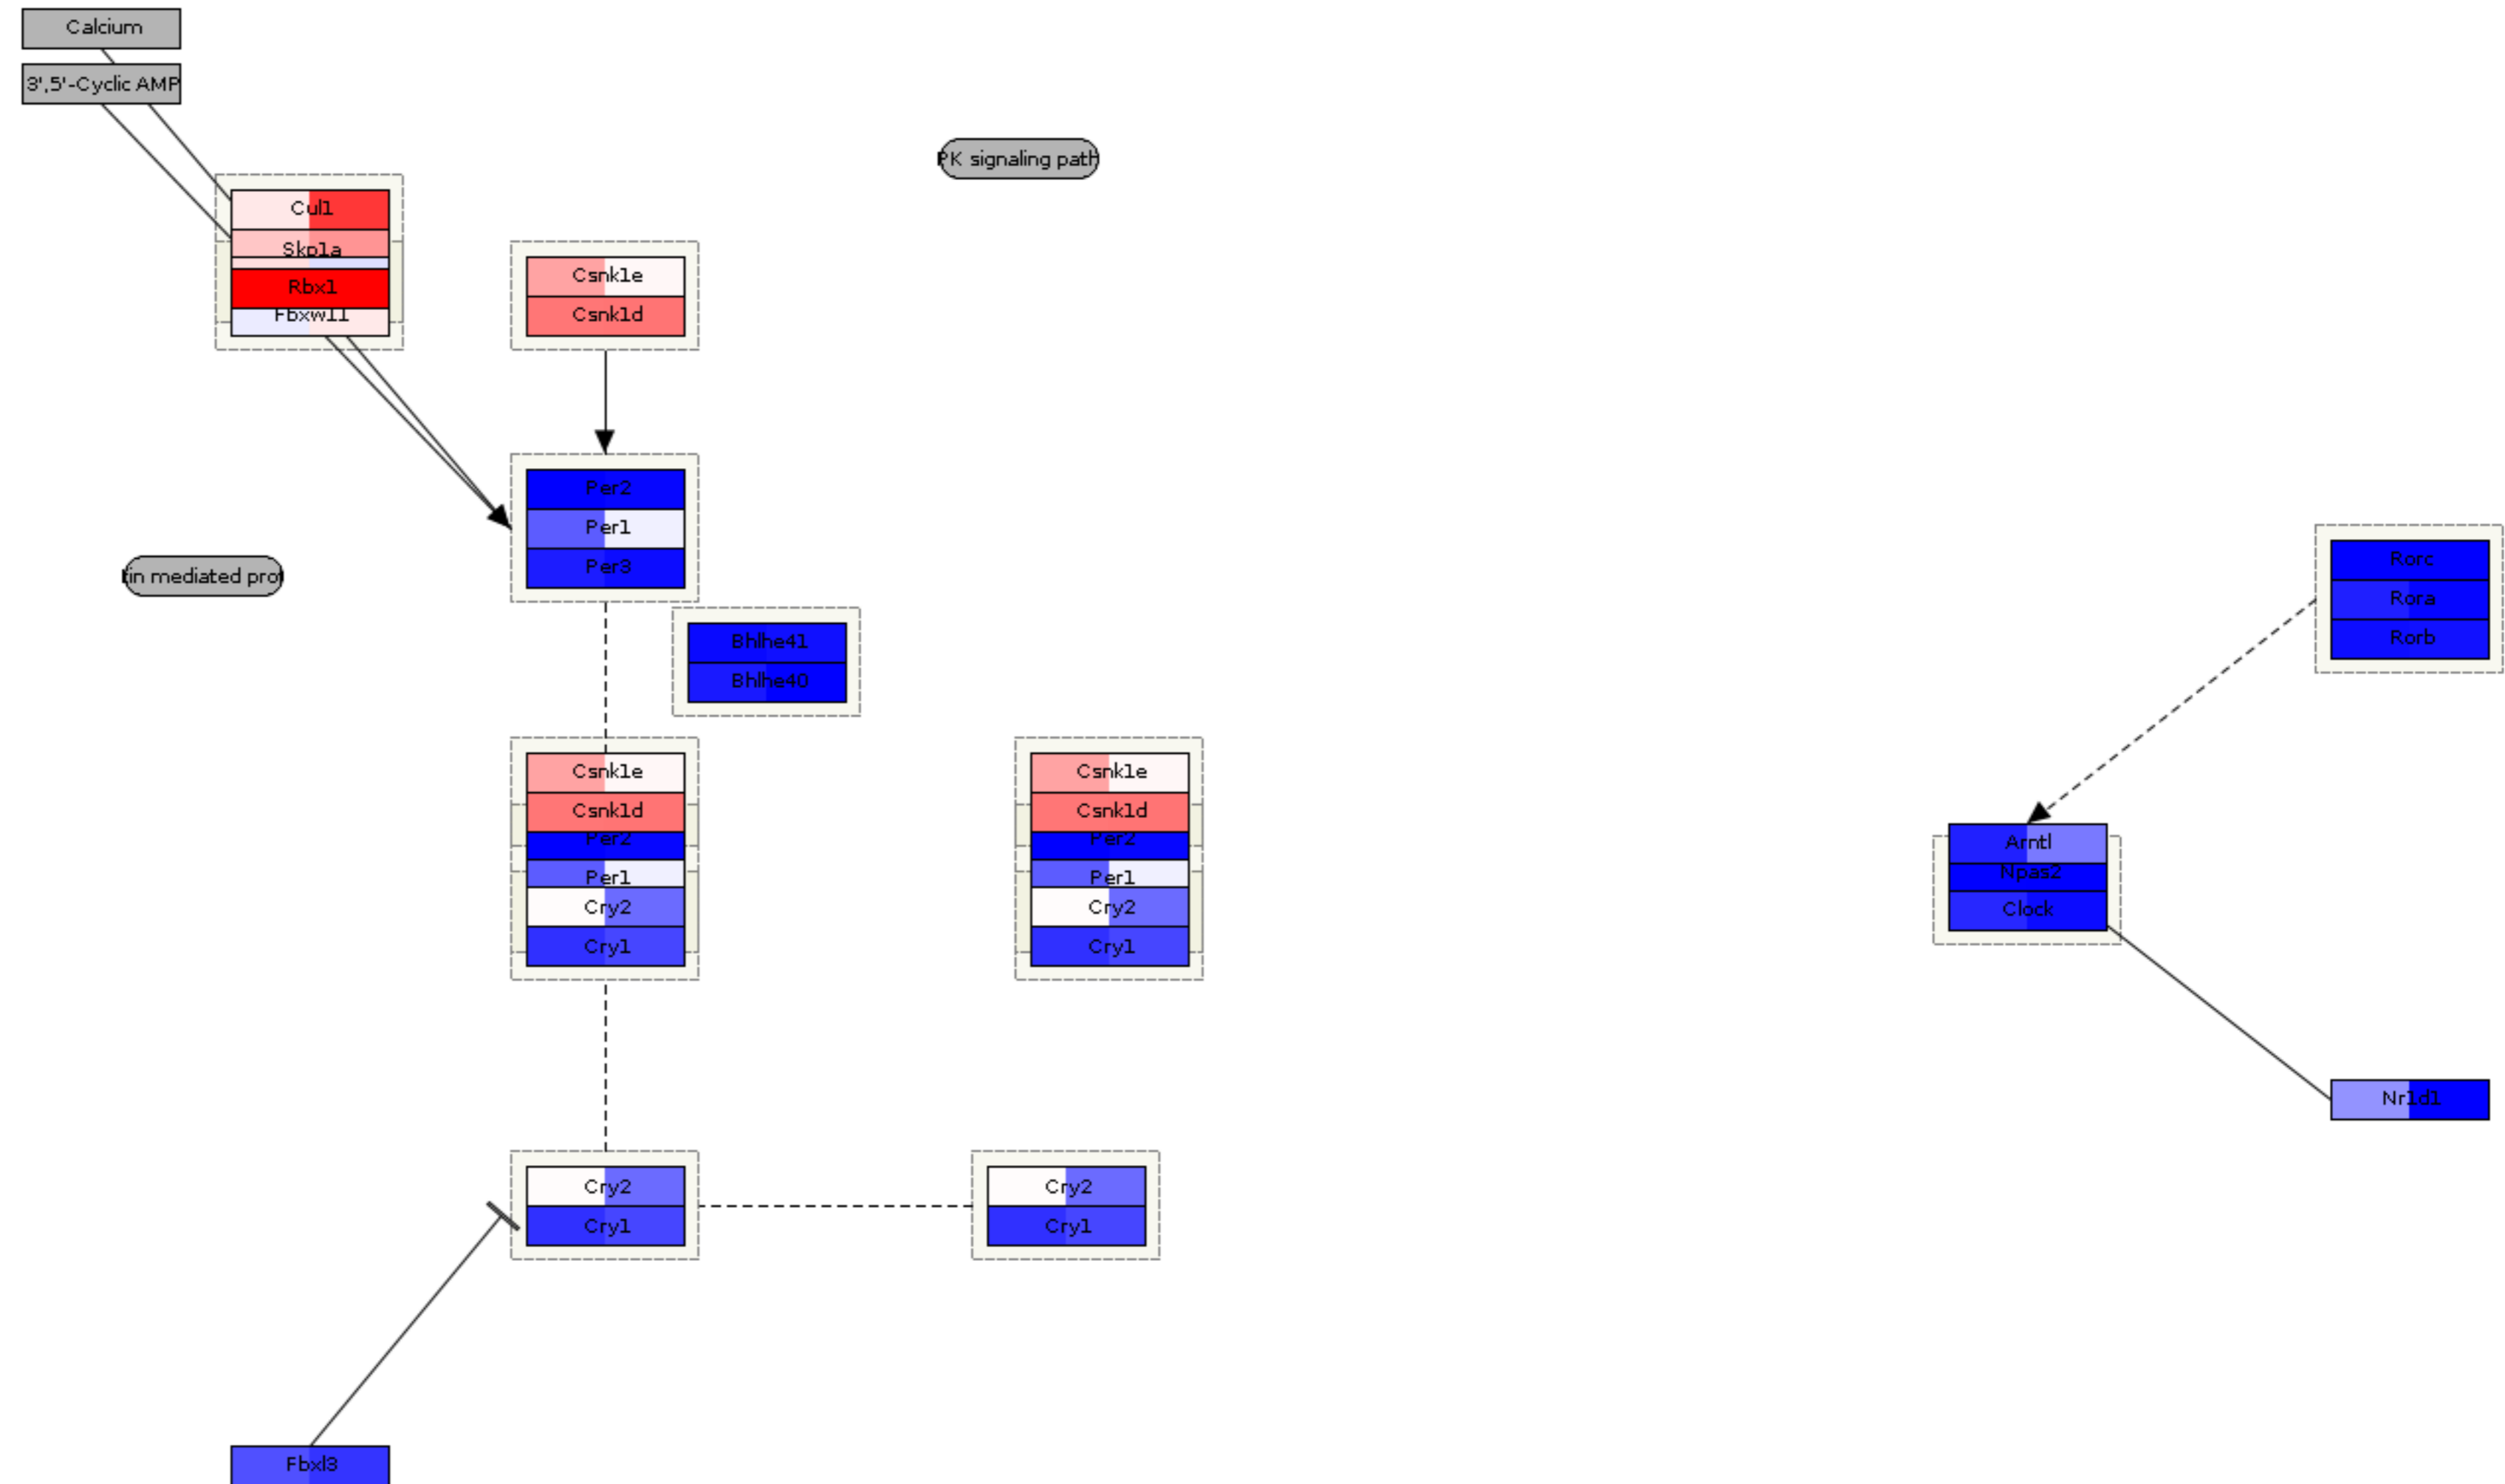 Calcium
3',5'-Cyclic AMP
PK signaling path
Cul1
Skp1a
Rbx1
Fbxw11
Csnk1e
Csnk1d
Per2
Per1
Per3
tin mediated prot
Bhlhe41
Bhlhe40
Rorc
Rora
Rorb
Csnk1e
Csnk1d
Per2
Per1
Cry2
Cry1
Csnk1e
Csnk1d
Per2
Per1
Cry2
Cry1
Arntl
Npas2
Clock
Nr1d1
Cry2
Cry1
Cry2
Cry1
Fbxl3